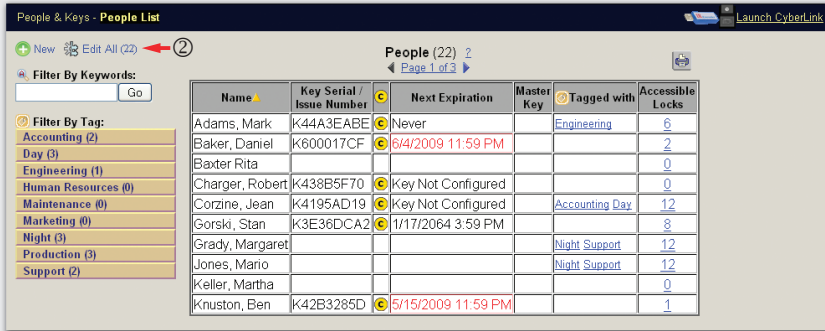 People & Keys - People List
Launch CyberLink
New Edit All (22) ②
People (22) ?
Page 1 of 3
Filter By Keywords:
Go
Filter By Tag:
Accounting (2)
Day (3)
Engineering (1)
Human Resources (0)
Maintenance (0)
Marketing (0)
Night (3)
Production (3)
Support (2)
Name Key Serial / Issue Number C Next Expiration Master Key Tagged with Accessible Locks
Adams, Mark K44A3EABE C Never Engineering 6
Baker, Daniel K600017CF C 6/4/2009 11:59 PM 2
Baxter Rita 0
Charger, Robert K438B5F70 C Key Not Configured 0
Corzine, Jean K4195AD19 C Key Not Configured Accounting Day 12
Gorski, Stan K3E36DCA2 C 1/17/2064 3:59 PM 8
Grady, Margaret Night Support 12
Jones, Mario Night Support 12
Keller, Martha 0
Knuston, Ben K42B3285D C 5/15/2009 11:59 PM 1